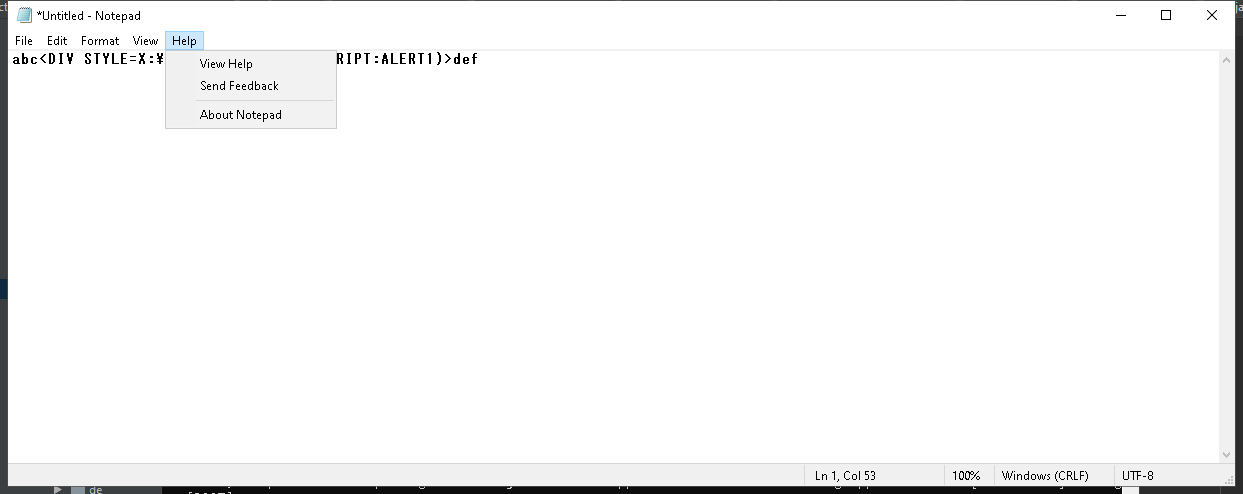 *Untitled - Notepad
File Edit Format View Help
abc<DIV STYLE=X:¥ RIPT:ALERT1)>def
View Help
Send Feedback
About Notepad
Ln 1, Col 53 100% Windows (CRLF) UTF-8
de